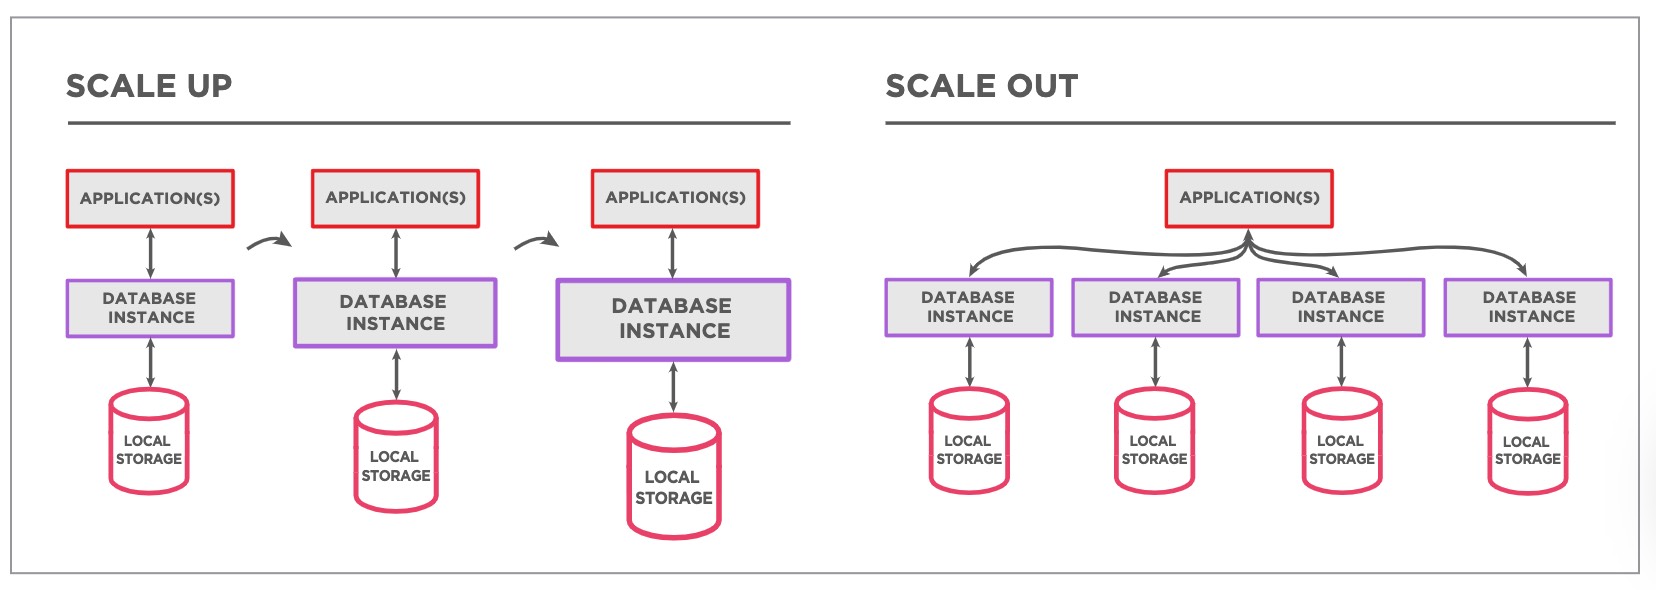 SCALE UP
APPLICATION(S)
APPLICATION(S)
APPLICATION(S)
DATABASE
INSTANCE
DATABASE
INSTANCE
DATABASE
INSTANCE
LOCAL
STORAGE
LOCAL
STORAGE
LOCAL
STORAGE
SCALE OUT
APPLICATION(S)
DATABASE
INSTANCE
DATABASE
INSTANCE
DATABASE
INSTANCE
DATABASE
INSTANCE
LOCAL
STORAGE
LOCAL
STORAGE
LOCAL
STORAGE
LOCAL
STORAGE